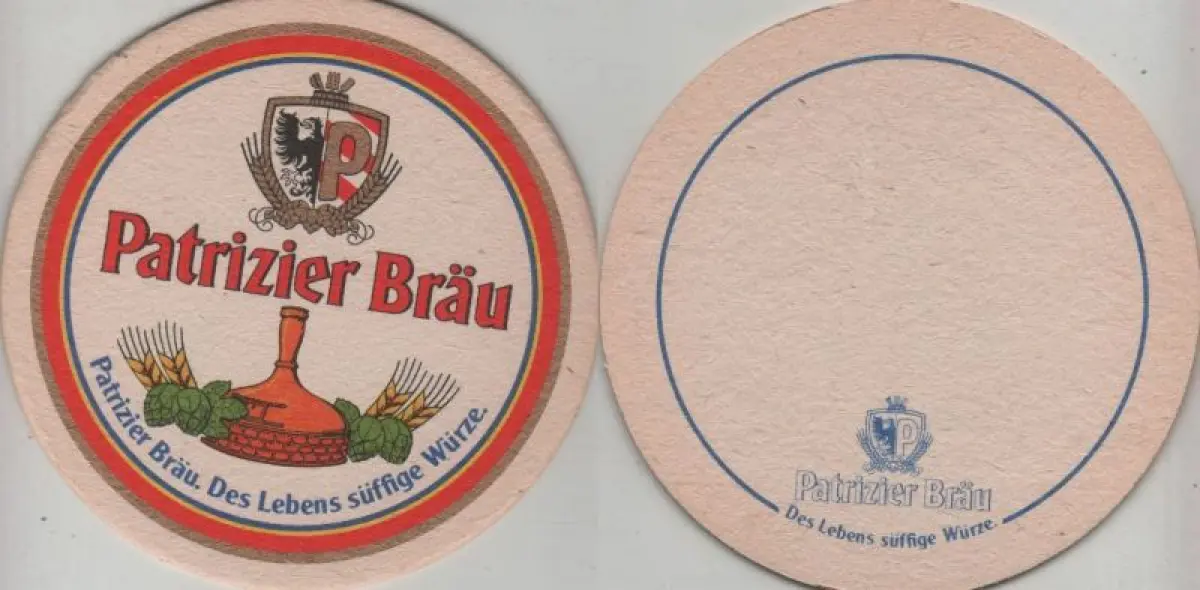 P
Patrizier Bräu
Patrizier Bräu. Des Lebens süffige Würze.
P
Patrizier Bräu
Des Lebens süffige Würze.